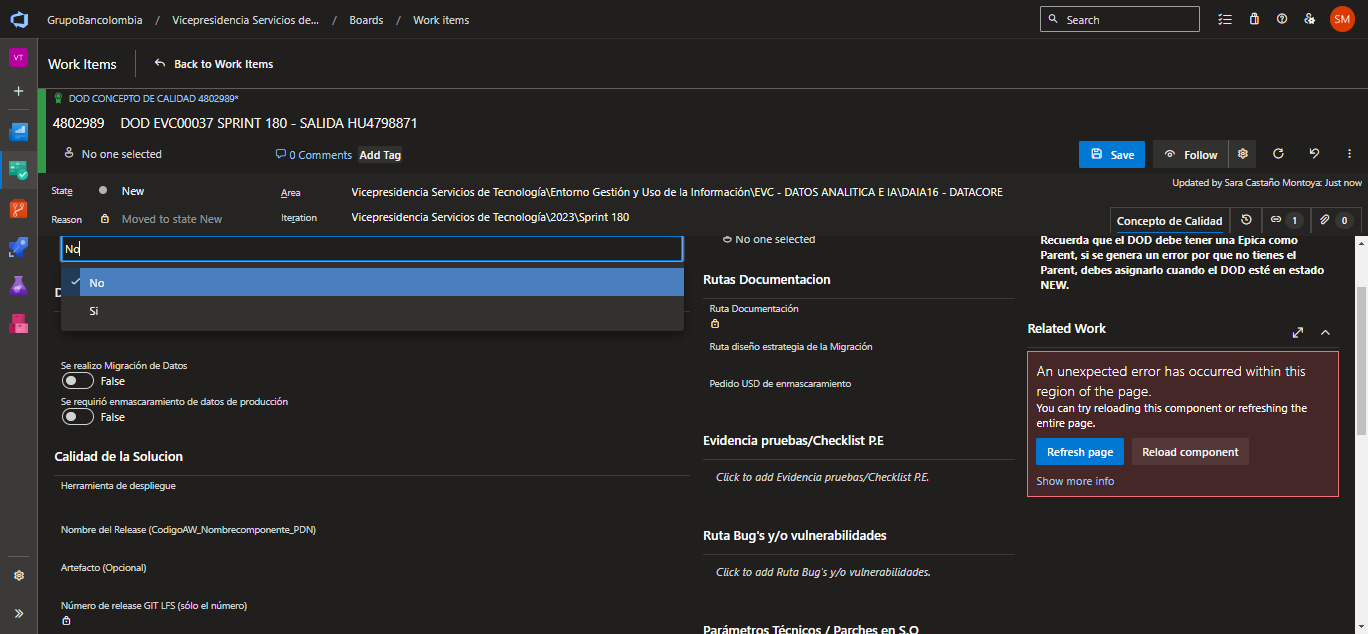 GrupoBancolombia / Vicepresidencia Servicios de... / Boards / Work items
Search
SM
VT
Work Items
Back to Work Items
DOD CONCEPTO DE CALIDAD 4802989*
4802989 DOD EVC00037 SPRINT 180 - SALIDA HU4798871
No one selected
0 Comments
Add Tag
Save
Follow
State
New
Area
Vicepresidencia Servicios de Tecnología\Entorno Gestión y Uso de la Información\EVC - DATOS ANALITICA E IA\DAIA16 - DATACORE
Updated by Sara Castaño Montoya: Just now
Reason
Moved to state New
Iteration
Vicepresidencia Servicios de Tecnología\2023\Sprint 180
Concepto de Calidad
1
0
No
No
Si
D
Se realizo Migración de Datos
False
Se requirió enmascaramiento de datos de producción
False
Calidad de la Solucion
Herramienta de despliegue
Nombre del Release (CodigoAW_Nombrecomponente_PDN)
Artefacto (Opcional)
Número de release GIT LFS (sólo el número)
No one selected
Rutas Documentacion
Ruta Documentación
Ruta diseño estrategia de la Migración
Pedido USD de enmascaramiento
Evidencia pruebas/Checklist P.E
Click to add Evidencia pruebas/Checklist P.E.
Ruta Bug's y/o vulnerabilidades
Click to add Ruta Bug's y/o vulnerabilidades.
Parámetros Técnicos / Parches en S.O
Recuerda que el DOD debe tener una Epica como
Parent, si se genera un error por que no tienes el
Parent, debes asignarlo cuando el DOD esté en estado
NEW.
Related Work
An unexpected error has occurred within this
region of the page.
You can try reloading this component or refreshing the
entire page.
Refresh page
Reload component
Show more info